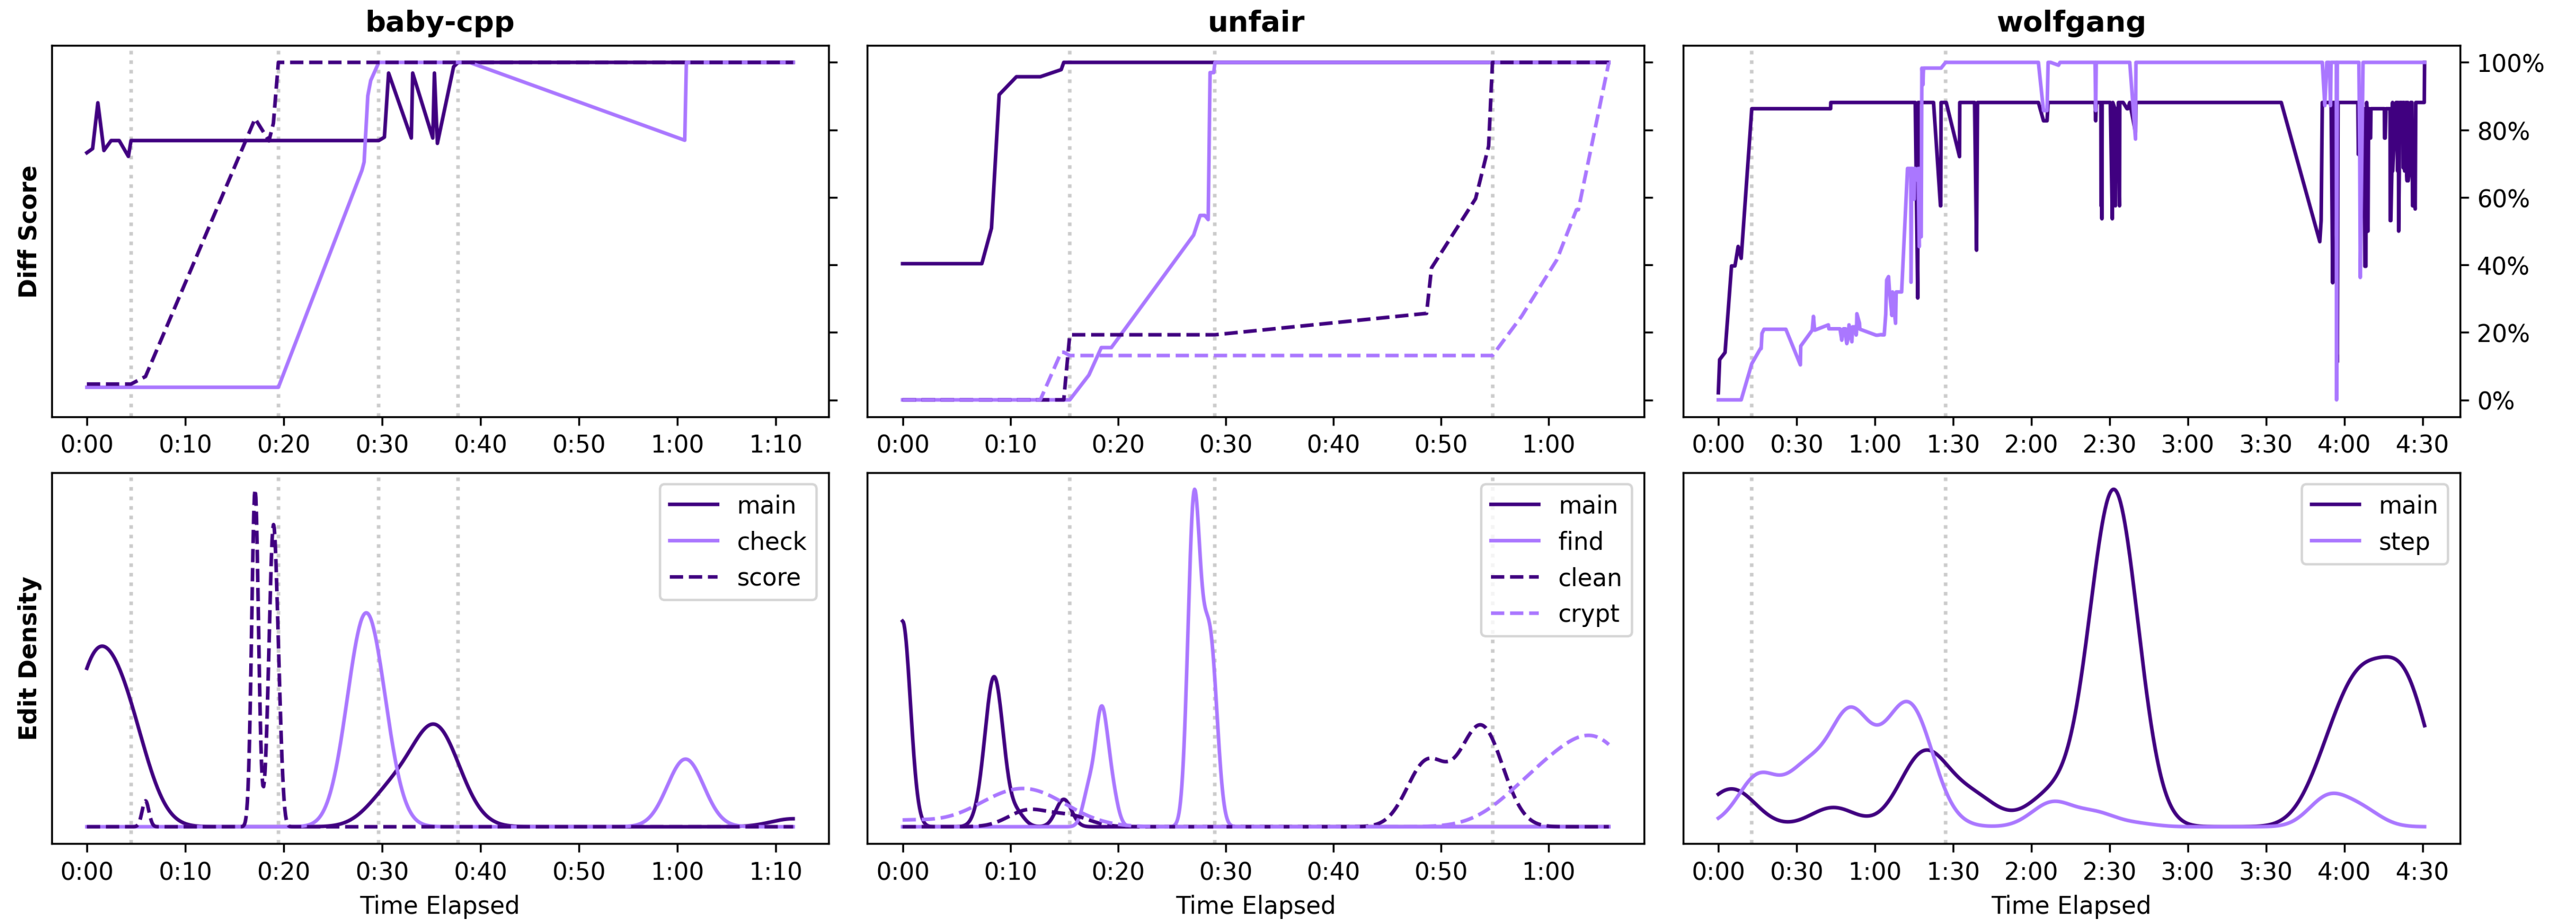 baby-cpp
unfair
wolfgang
Diff Score
100%
80%
60%
40%
20%
0%
0:00 0:10 0:20 0:30 0:40 0:50 1:00 1:10
0:00 0:10 0:20 0:30 0:40 0:50 1:00
0:00 0:30 1:00 1:30 2:00 2:30 3:00 3:30 4:00 4:30
Edit Density
main
check
score
main
find
clean
crypt
main
step
0:00 0:10 0:20 0:30 0:40 0:50 1:00 1:10
0:00 0:10 0:20 0:30 0:40 0:50 1:00
0:00 0:30 1:00 1:30 2:00 2:30 3:00 3:30 4:00 4:30
Time Elapsed
Time Elapsed
Time Elapsed